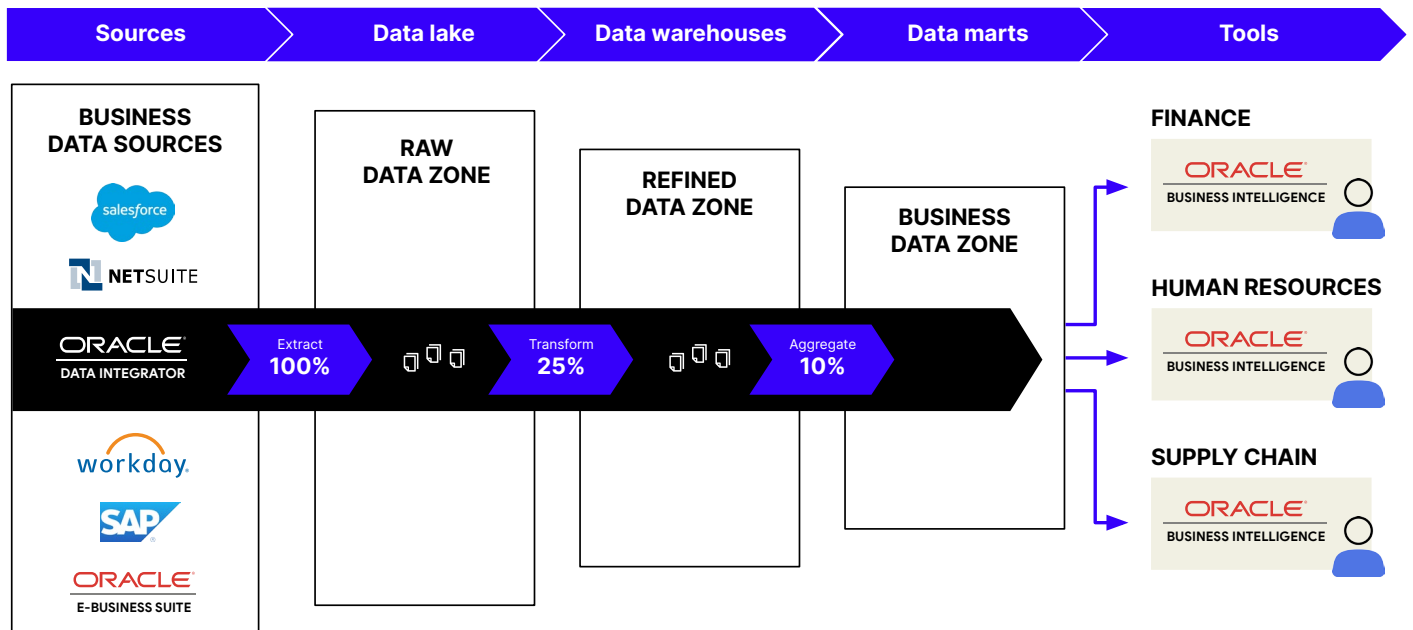 Sources
Data lake
Data warehouses
Data marts
Tools
BUSINESS
DATA SOURCES
salesforce
NETSUITE
ORACLE
DATA INTEGRATOR
workday.
SAP
ORACLE
E-BUSINESS SUITE
Extract
100%
RAW
DATA ZONE
Transform
25%
REFINED
DATA ZONE
Aggregate
10%
BUSINESS
DATA ZONE
FINANCE
ORACLE
BUSINESS INTELLIGENCE
HUMAN RESOURCES
ORACLE
BUSINESS INTELLIGENCE
SUPPLY CHAIN
ORACLE
BUSINESS INTELLIGENCE